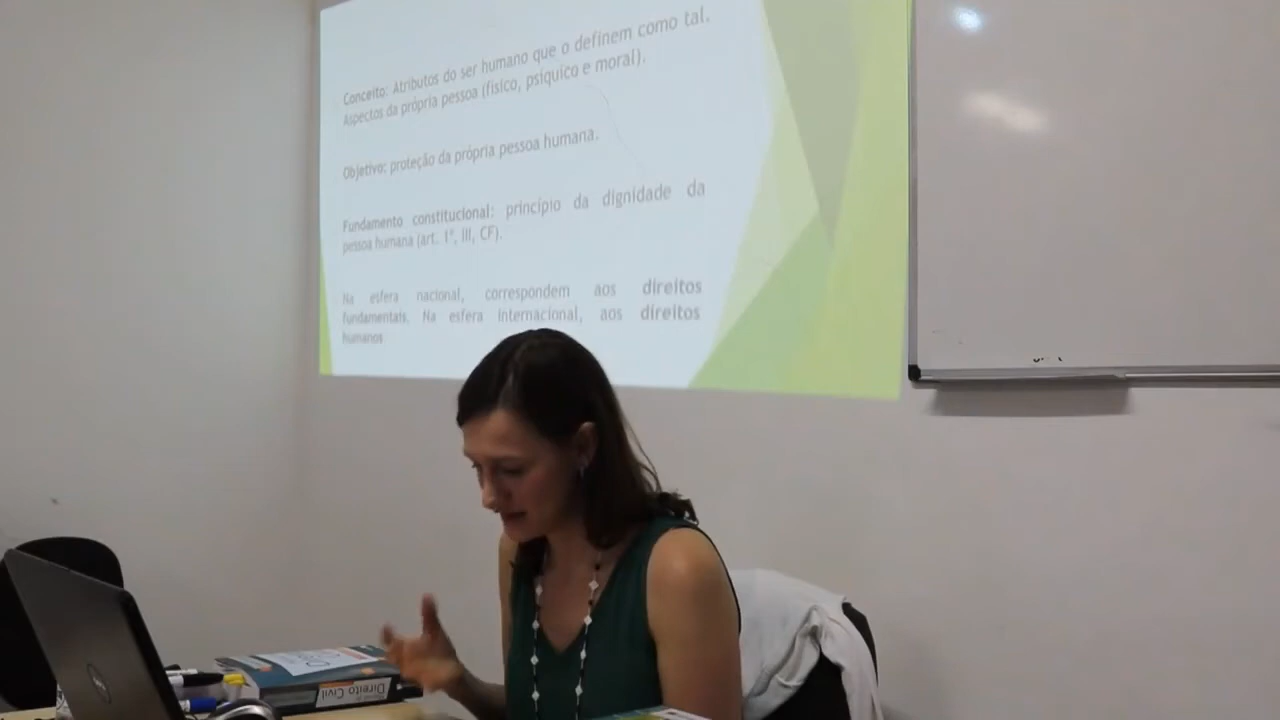 Conceito: Atributos do ser humano que o definem como tal.
Aspectos da própria pessoa (físico, psíquico e moral).
Objetivo: proteção da própria pessoa humana.
Fundamento constitucional: princípio da dignidade da
pessoa humana (art. 1º, III, CF).
Na esfera nacional, correspondem aos direitos
fundamentais. Na esfera internacional, aos direitos
humanos
Direito Civil